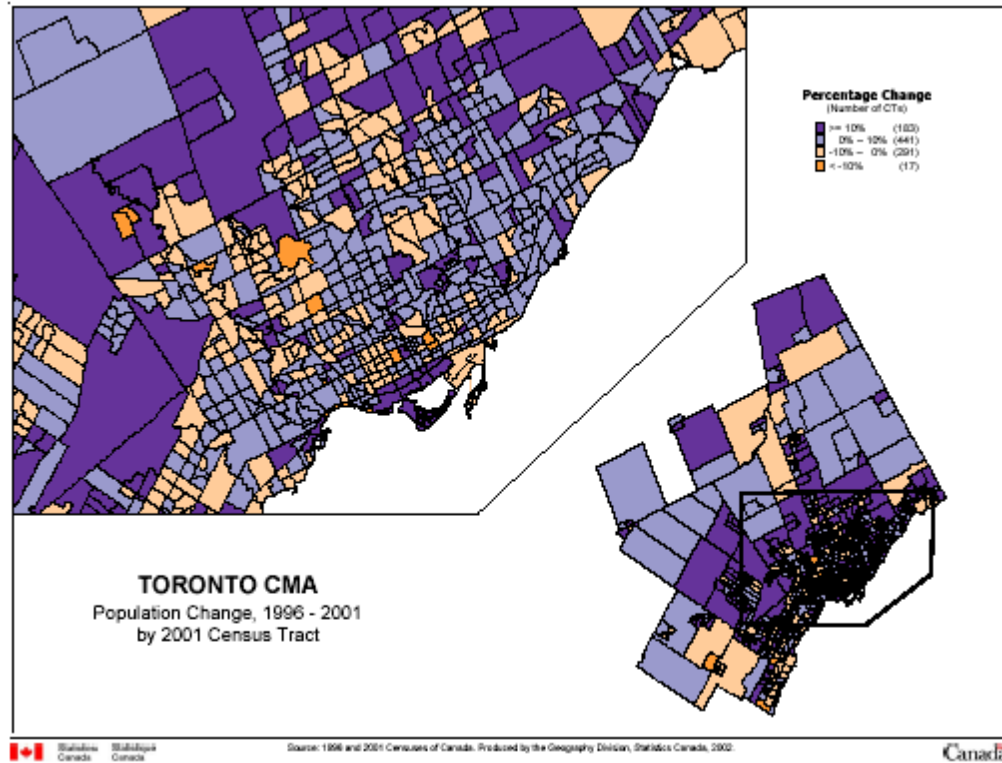 Percentage Change
(Number of CTs)
>= 10% (183)
0% – 10% (441)
-10% – 0% (291)
< -10% (17)
TORONTO CMA
Population Change, 1996 - 2001
by 2001 Census Tract
Statistics Statistique
Canada Canada
Source: 1996 and 2001 Censuses of Canada. Produced by the Geography Division, Statistics Canada, 2002.
Canada